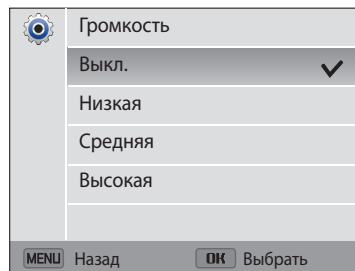 Громкость
Выкл.
Низкая
Средняя
Высокая
MENU Назад OK Выбрать